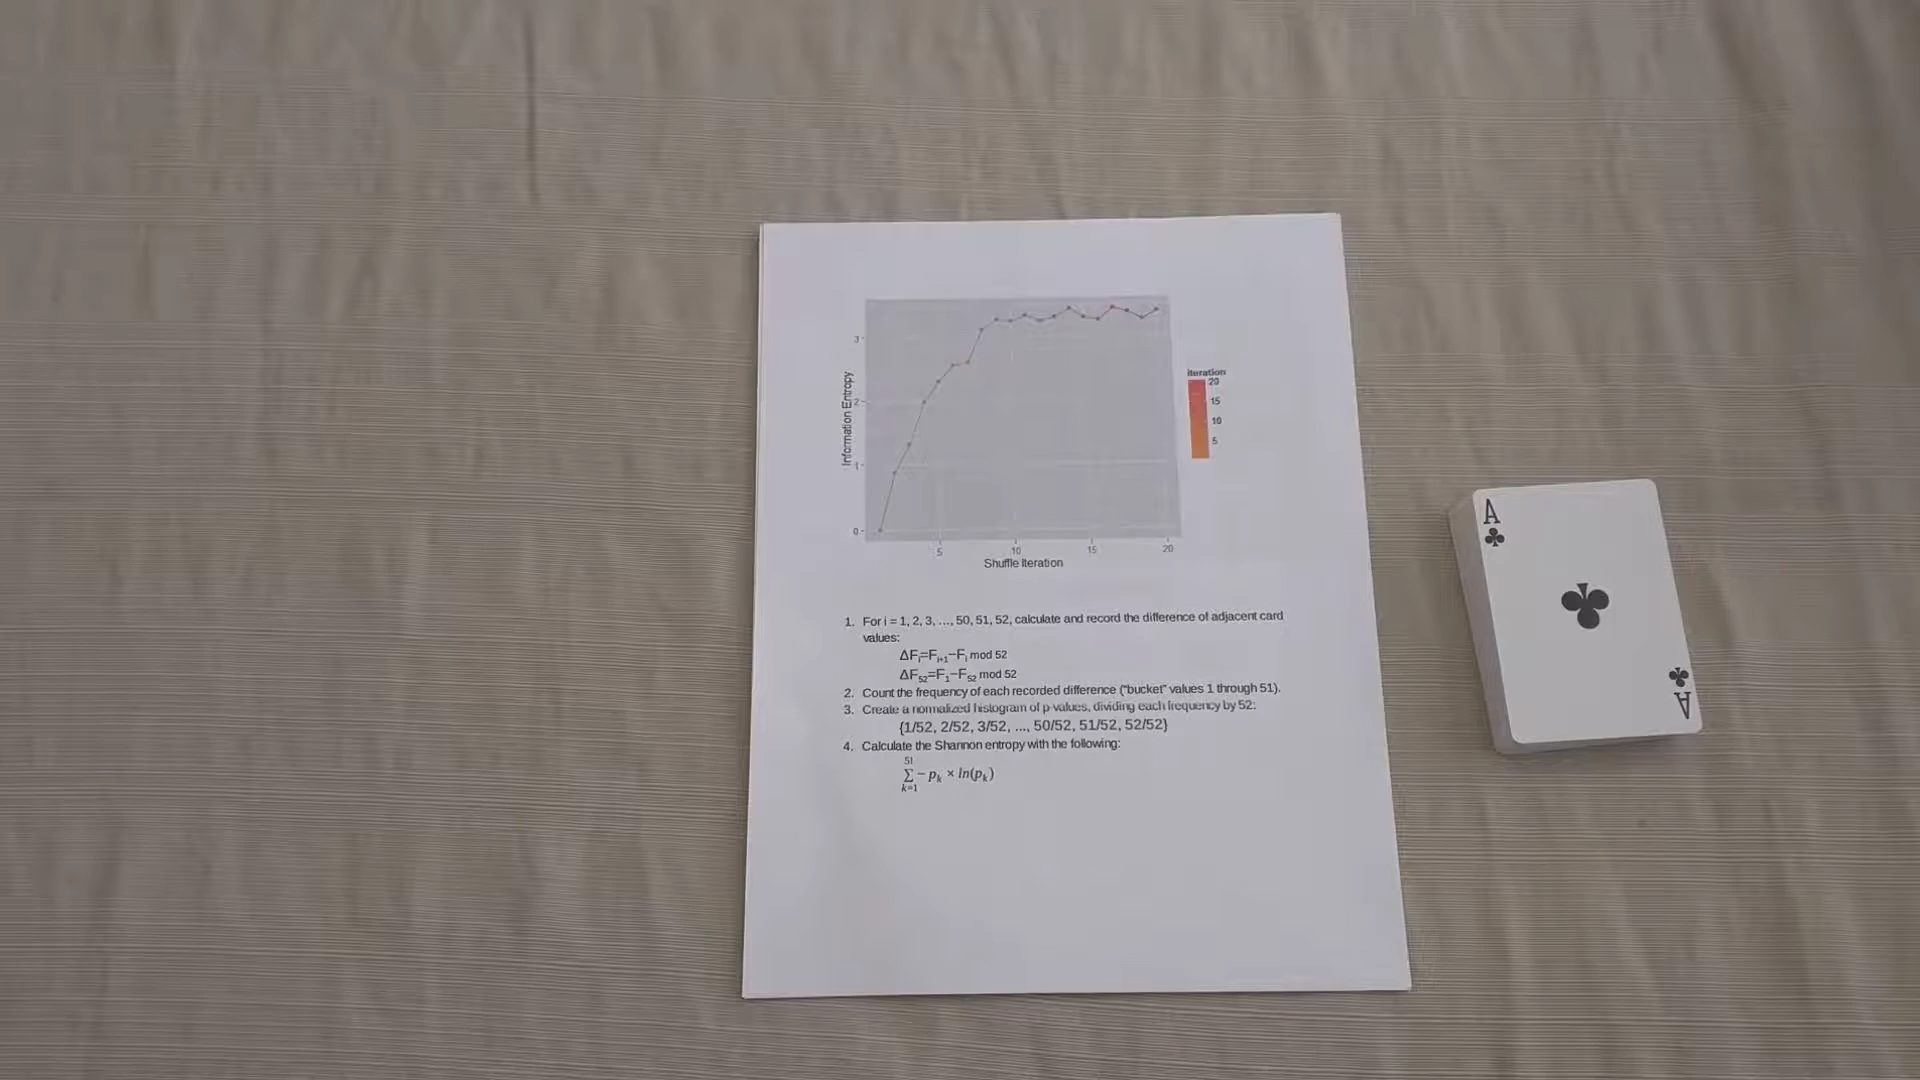 3
2
1
0
Information Entropy
5 10 15 20
Shuffle Iteration
iteration
20
15
10
5
1. For i = 1, 2, 3, ..., 50, 51, 52, calculate and record the difference of adjacent card
values:
ΔFᵢ=Fᵢ₊₁−Fᵢ mod 52
ΔF₅₂=F₁−F₅₂ mod 52
2. Count the frequency of each recorded difference ("bucket" values 1 through 51).
3. Create a normalized histogram of p-values, dividing each frequency by 52:
{1/52, 2/52, 3/52, ..., 50/52, 51/52, 52/52}
4. Calculate the Shannon entropy with the following:
51
∑ − pₖ × ln(pₖ)
k=1
A
A